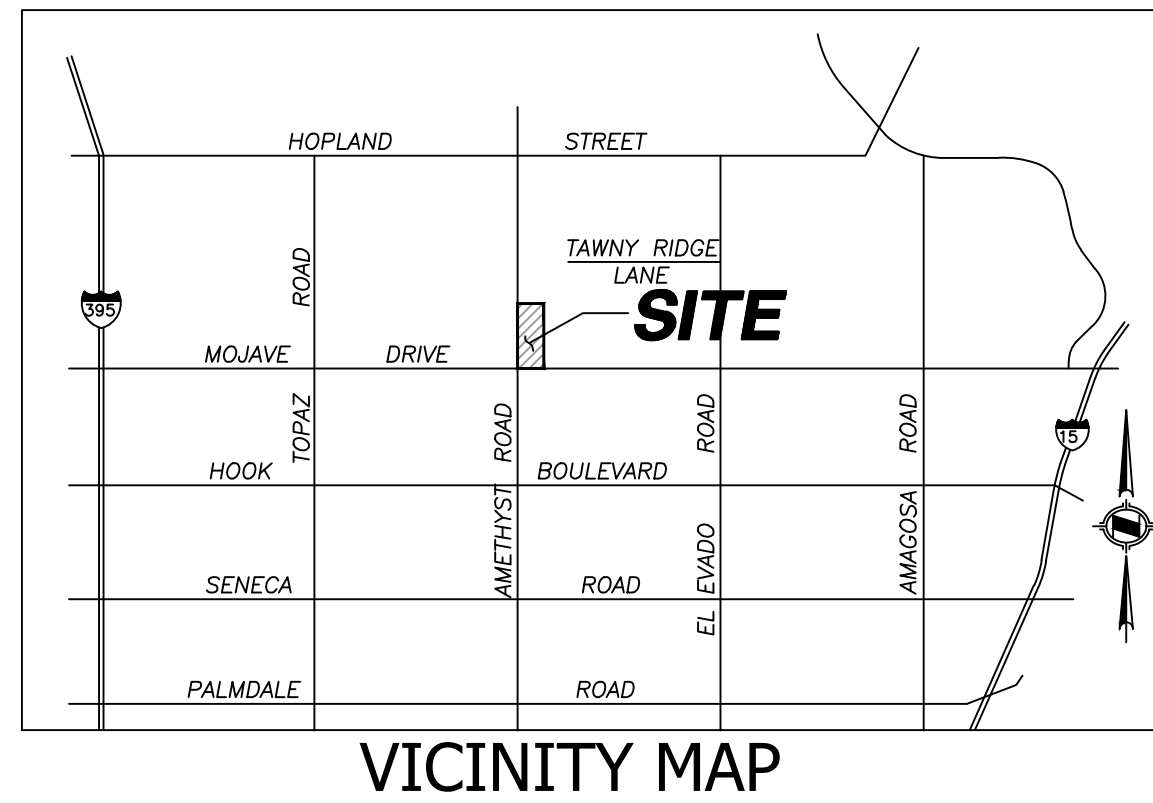 HOPLAND STREET
TAWNY RIDGE
LANE
ROAD
395
SITE
MOJAVE DRIVE
TOPAZ
ROAD
ROAD
ROAD
15
HOOK BOULEVARD
AMETHYST
EL EVADO
AMAGOSA
SENECA ROAD
PALMDALE ROAD
VICINITY MAP